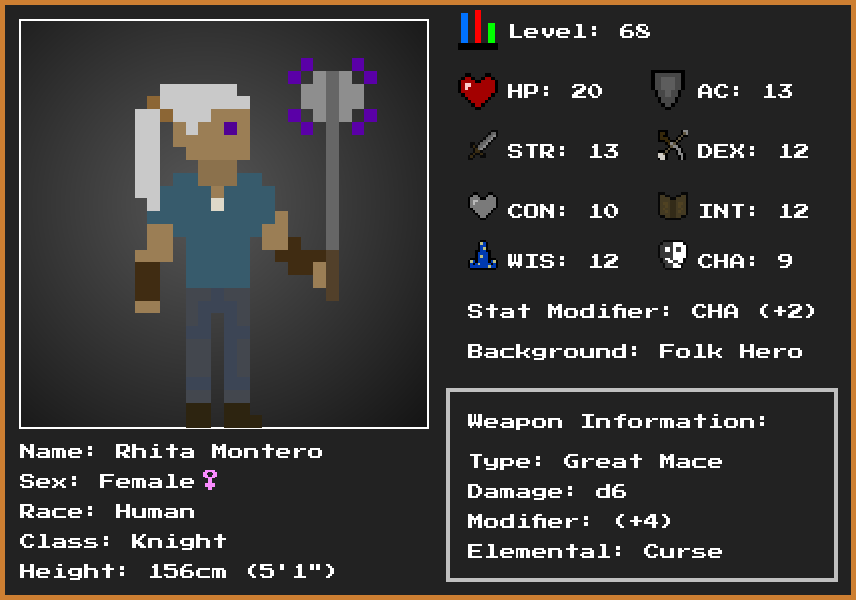 Level: 68
HP: 20 AC: 13
STR: 13 DEX: 12
CON: 10 INT: 12
WIS: 12 CHA: 9
Stat Modifier: CHA (+2)
Background: Folk Hero
Name: Rhita Montero
Sex: Female♀
Race: Human
Class: Knight
Height: 156cm (5'1")
Weapon Information:
Type: Great Mace
Damage: d6
Modifier: (+4)
Elemental: Curse